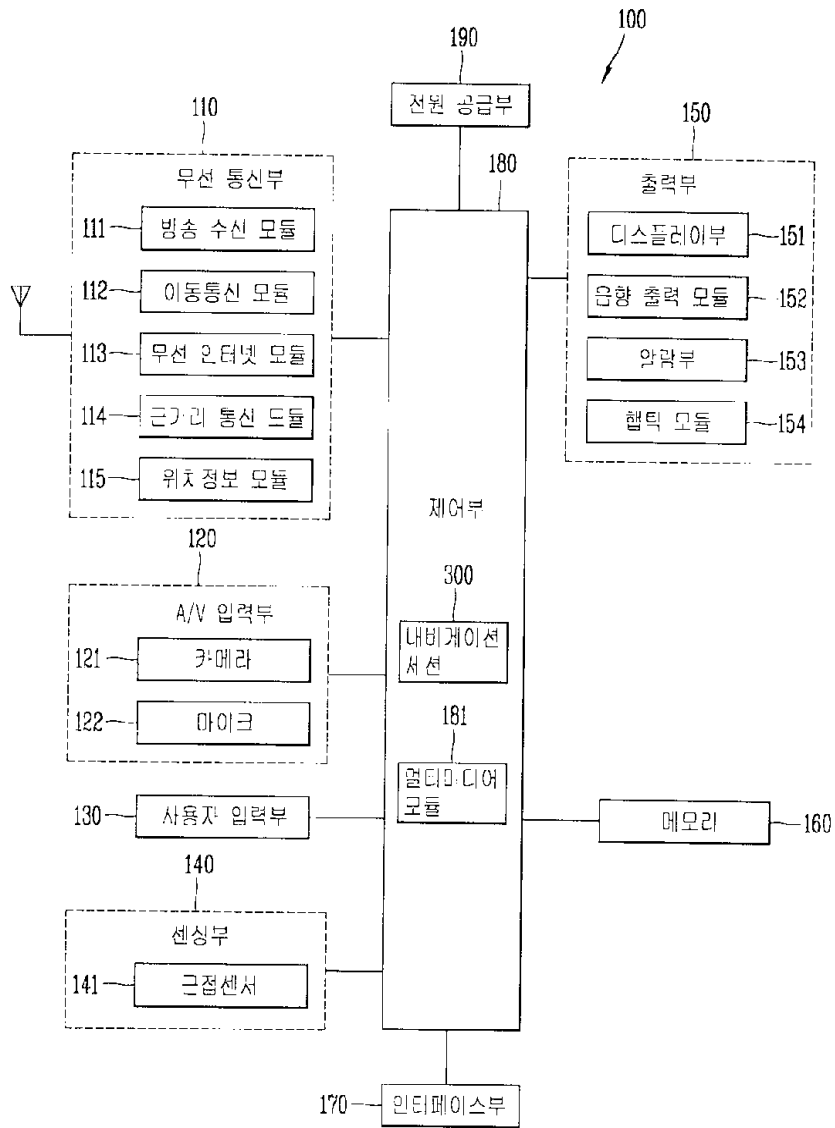 100
190
전원 공급부
110
무선 통신부
111 방송 수신 모듈
112 이동통신 모듈
113 무선 인터넷 모듈
114 근거리 통신 모듈
115 위치정보 모듈
180
제어부
150
출력부
디스플레이부 151
음향 출력 모듈 152
알람부 153
햅틱 모듈 154
120
A/V 입력부
121 카메라
122 마이크
300
내비게이션
세션
181
멀티미디어
모듈
130 사용자 입력부
메모리 160
140
센싱부
141 근접센서
170 인터페이스부